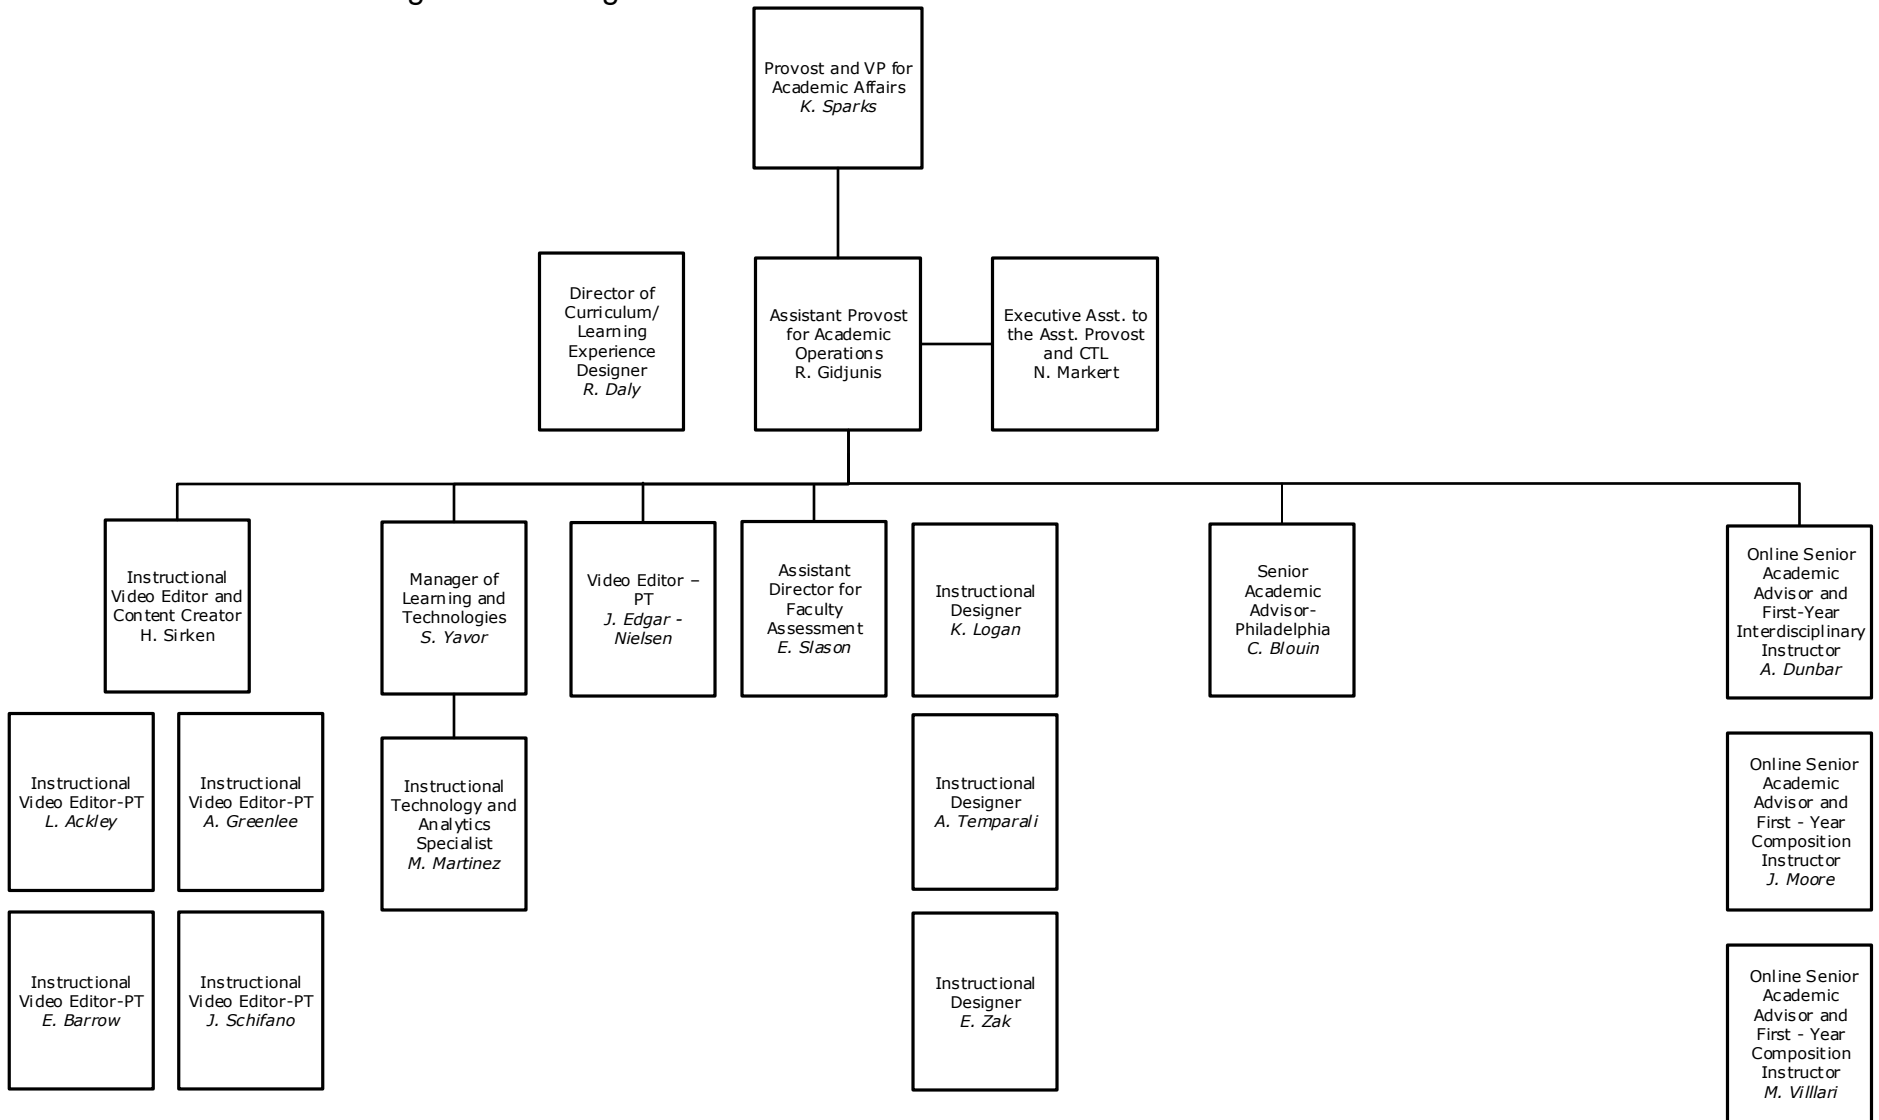 Provost and VP for
Academic Affairs
K. Sparks
Director of
Curriculum/
Learning
Experience
Designer
R. Daly
Assistant Provost
for Academic
Operations
R. Gidjunis
Executive Asst. to
the Asst. Provost
and CTL
N. Markert
Instructional
Video Editor and
Content Creator
H. Sirken
Manager of
Learning and
Technologies
S. Yavor
Video Editor –
PT
J. Edgar -
Nielsen
Assistant
Director for
Faculty
Assessment
E. Slason
Instructional
Designer
K. Logan
Senior
Academic
Advisor-
Philadelphia
C. Blouin
Online Senior
Academic
Advisor and
First-Year
Interdisciplinary
Instructor
A. Dunbar
Instructional
Video Editor-PT
L. Ackley
Instructional
Video Editor-PT
A. Greenlee
Instructional
Technology and
Analytics
Specialist
M. Martinez
Instructional
Designer
A. Temparali
Online Senior
Academic
Advisor and
First - Year
Composition
Instructor
J. Moore
Instructional
Video Editor-PT
E. Barrow
Instructional
Video Editor-PT
J. Schifano
Instructional
Designer
E. Zak
Online Senior
Academic
Advisor and
First - Year
Composition
Instructor
M. Villlari